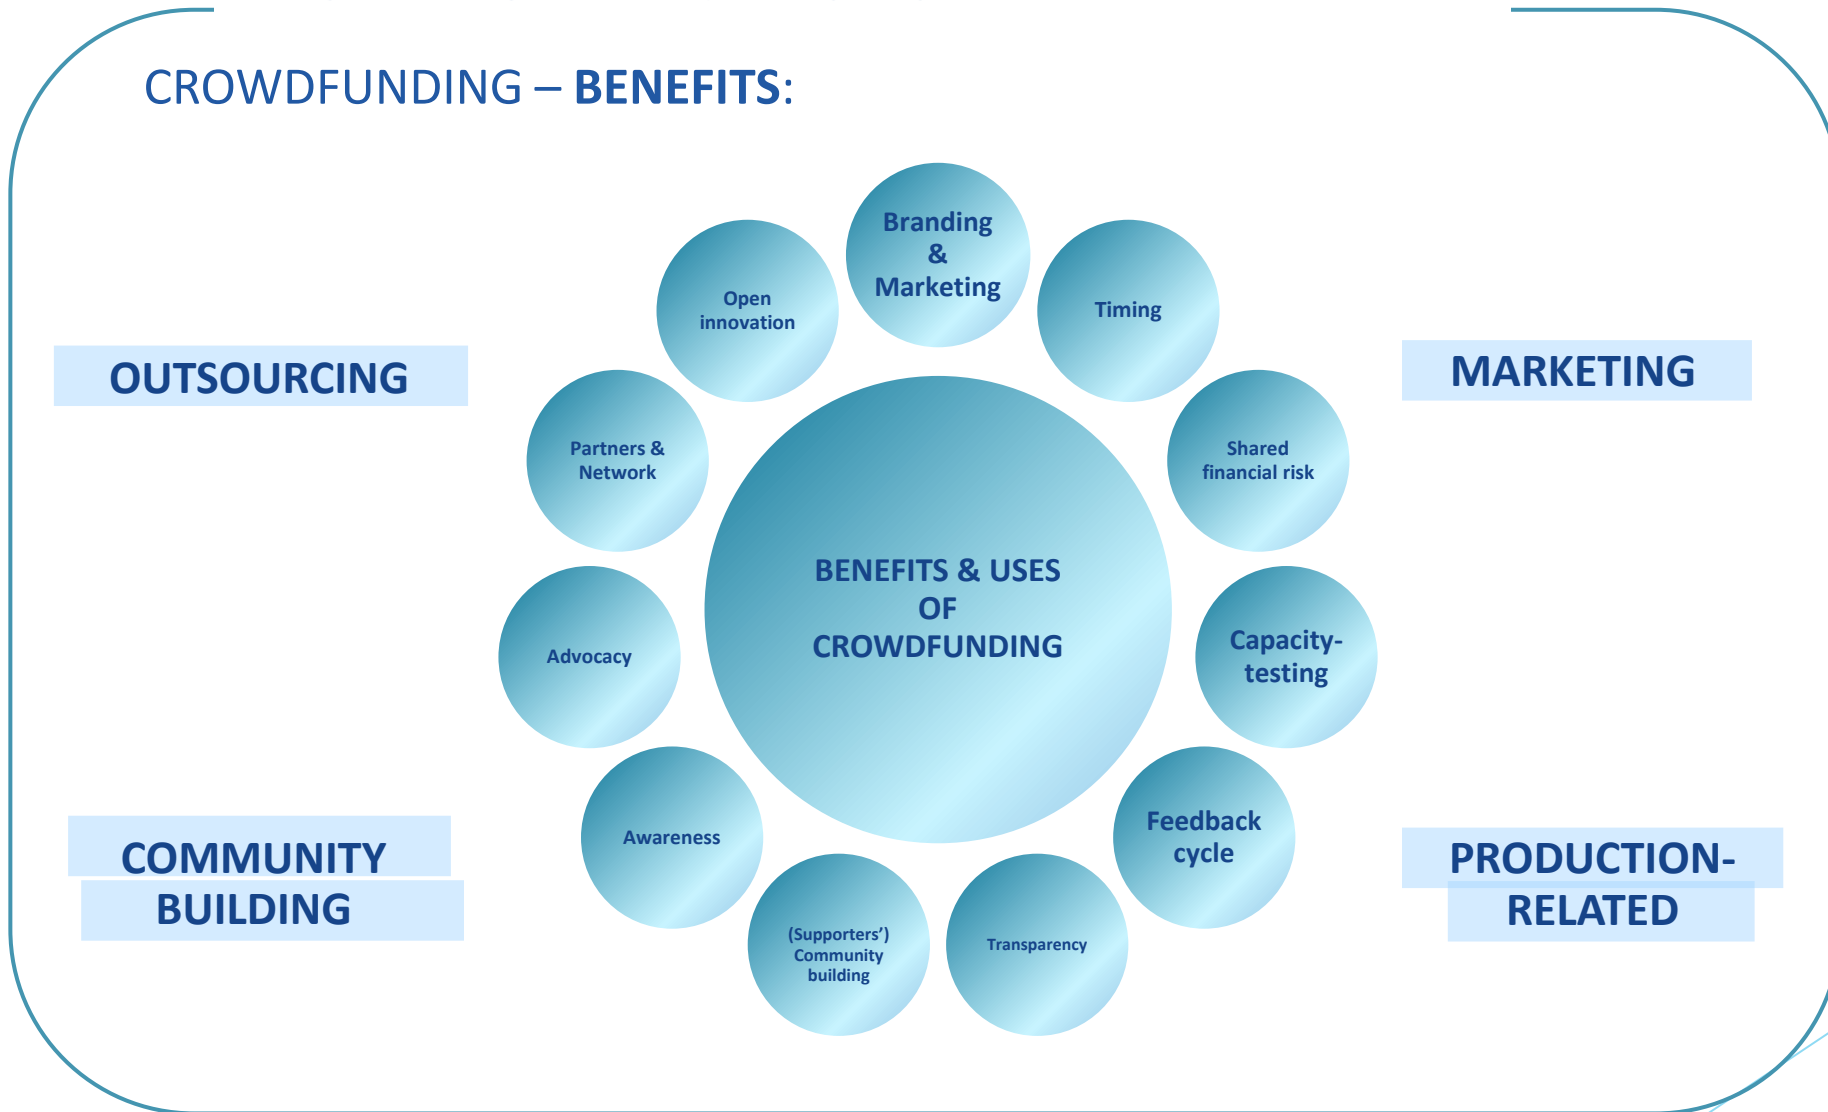 CROWDFUNDING – BENEFITS:
Branding
&
Marketing
Timing
Shared
financial risk
Capacity-
testing
Feedback
cycle
Transparency
(Supporters’)
Community
building
Awareness
Advocacy
Partners &
Network
Open
innovation
BENEFITS & USES
OF
CROWDFUNDING
OUTSOURCING
MARKETING
COMMUNITY
BUILDING
PRODUCTION-
RELATED